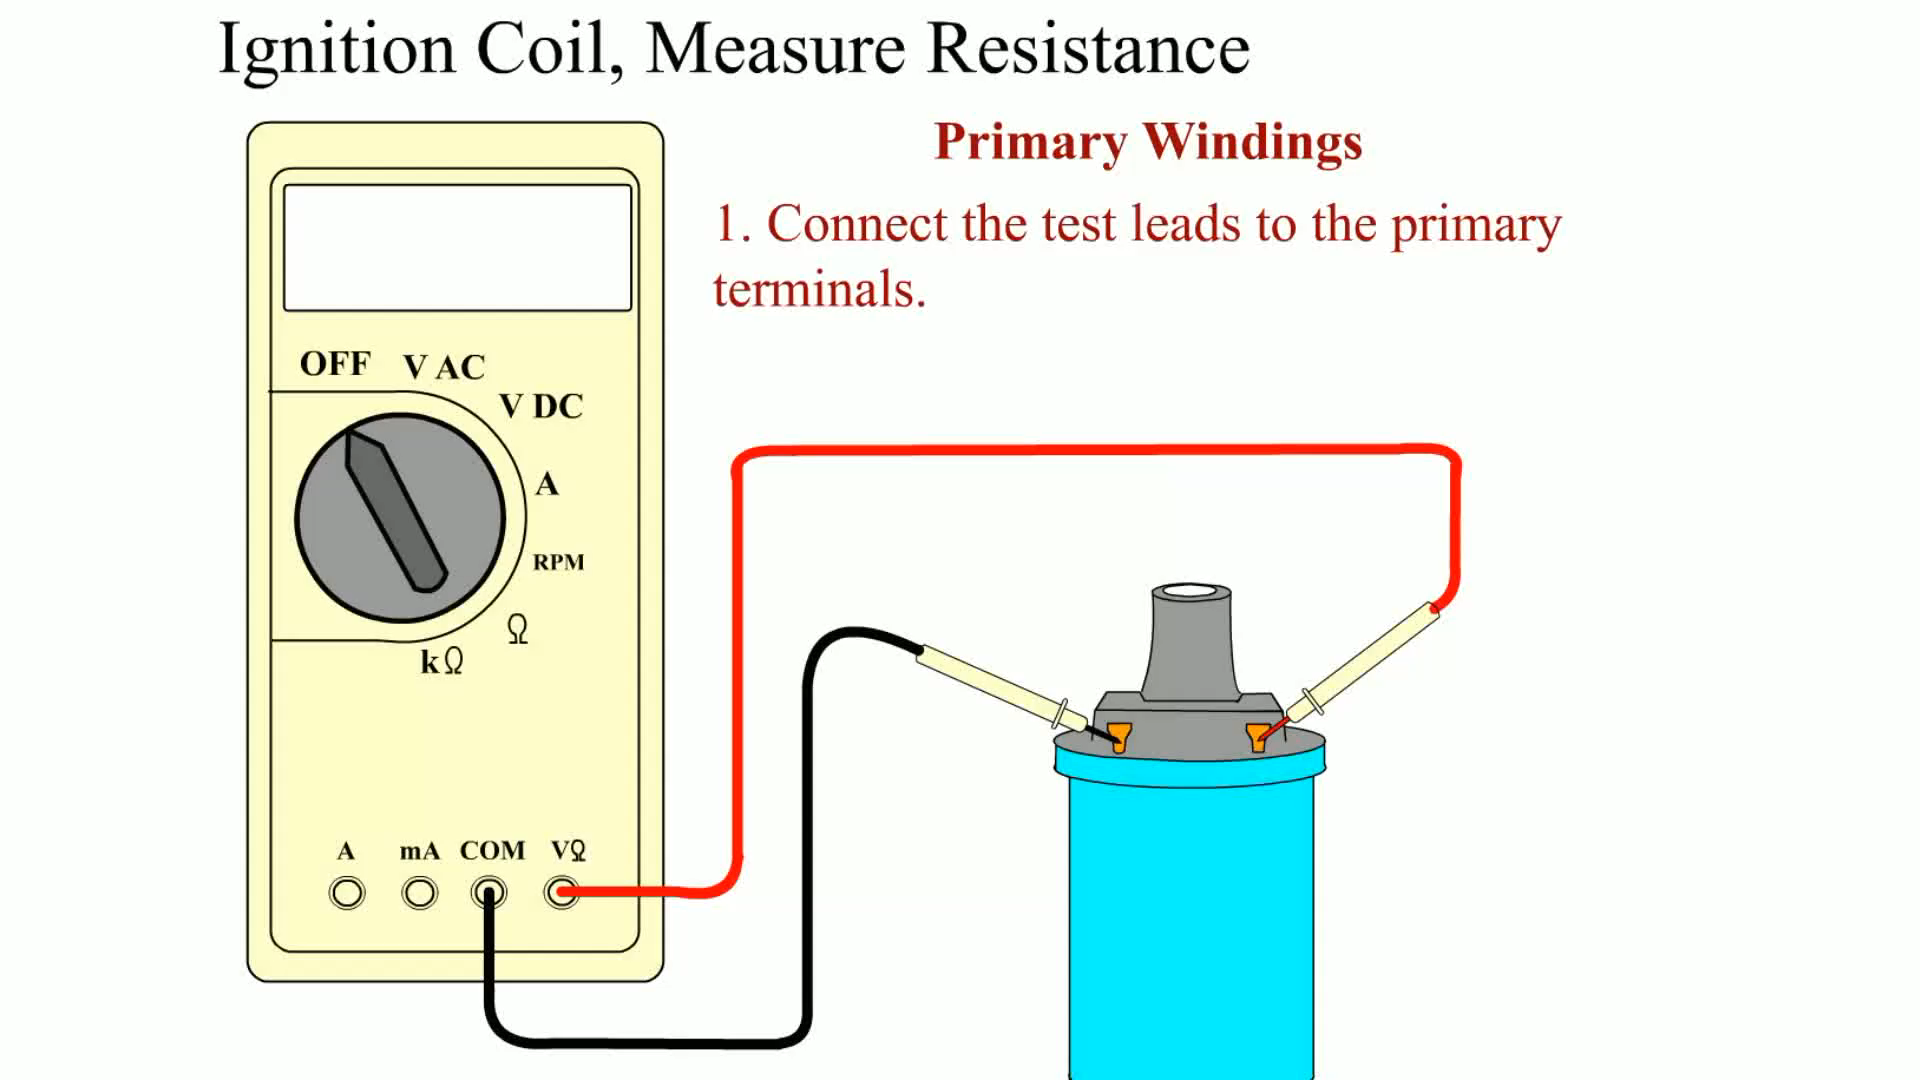 Ignition Coil, Measure Resistance
Primary Windings
1. Connect the test leads to the primary
terminals.
OFF
V AC
V DC
A
RPM
Ω
kΩ
A
mA
COM
VΩ